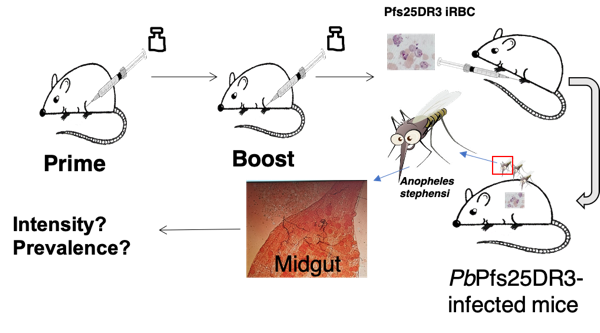 Pfs25DR3 iRBC
Prime
Boost
Anopheles
stephensi
Intensity?
Prevalence?
Midgut
PbPfs25DR3-
infected mice